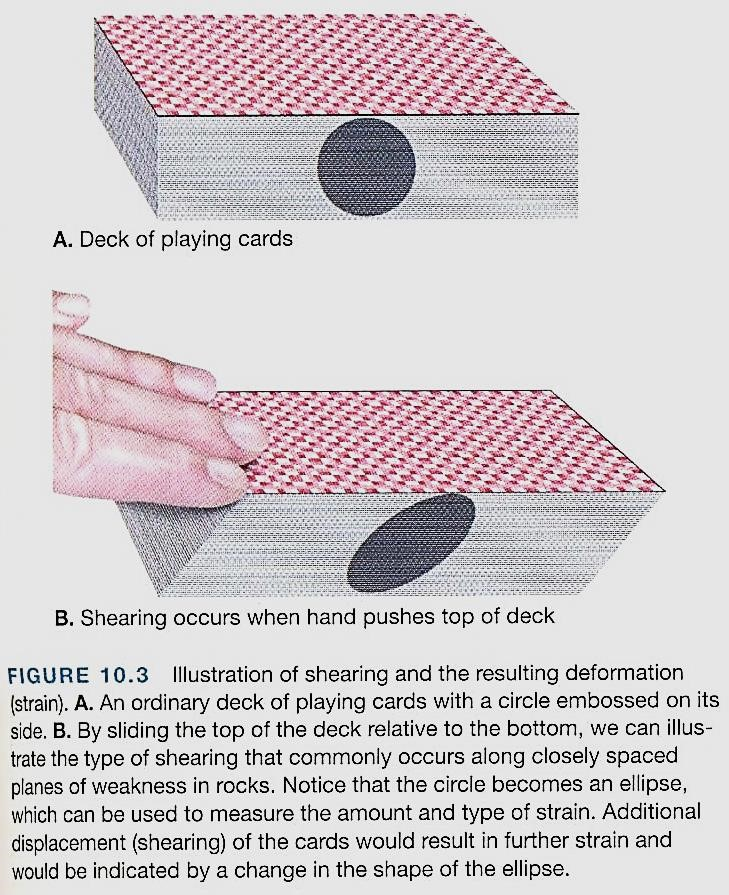 A. Deck of playing cards
B. Shearing occurs when hand pushes top of deck
FIGURE 10.3 Illustration of shearing and the resulting deformation
(strain). A. An ordinary deck of playing cards with a circle embossed on its
side. B. By sliding the top of the deck relative to the bottom, we can illus-
trate the type of shearing that commonly occurs along closely spaced
planes of weakness in rocks. Notice that the circle becomes an ellipse,
which can be used to measure the amount and type of strain. Additional
displacement (shearing) of the cards would result in further strain and
would be indicated by a change in the shape of the ellipse.